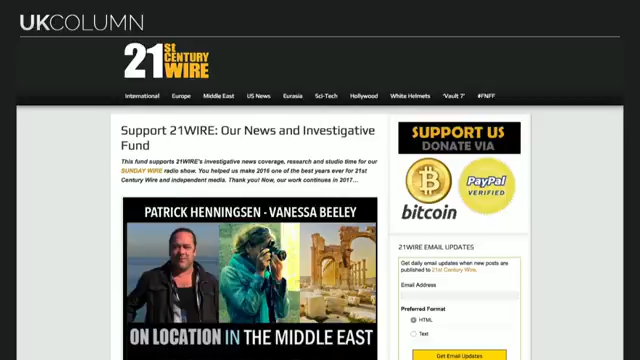 UKCOLUMN
21st CENTURY WIRE
International Europe Middle East US News Eurasia Sci-Tech Hollywood White Helmets 'Vault 7' #FNFF
Support 21WIRE: Our News and Investigative
Fund
This fund supports 21WIRE's investigative news coverage, research and studio time for our
SUNDAY WIRE radio show. You helped us make 2016 one of the best years ever for 21st
Century Wire and independent media. Thank you! Now, our work continues in 2017...
PATRICK HENNINGSEN - VANESSA BEELEY
ON LOCATION IN THE MIDDLE EAST
SUPPORT US
DONATE VIA
bitcoin
PayPal
VERIFIED
21WIRE EMAIL UPDATES
Get daily email updates when new posts are
published to 21st Century Wire.
Email Address
Preferred Format
HTML
Text
Get Email Updates